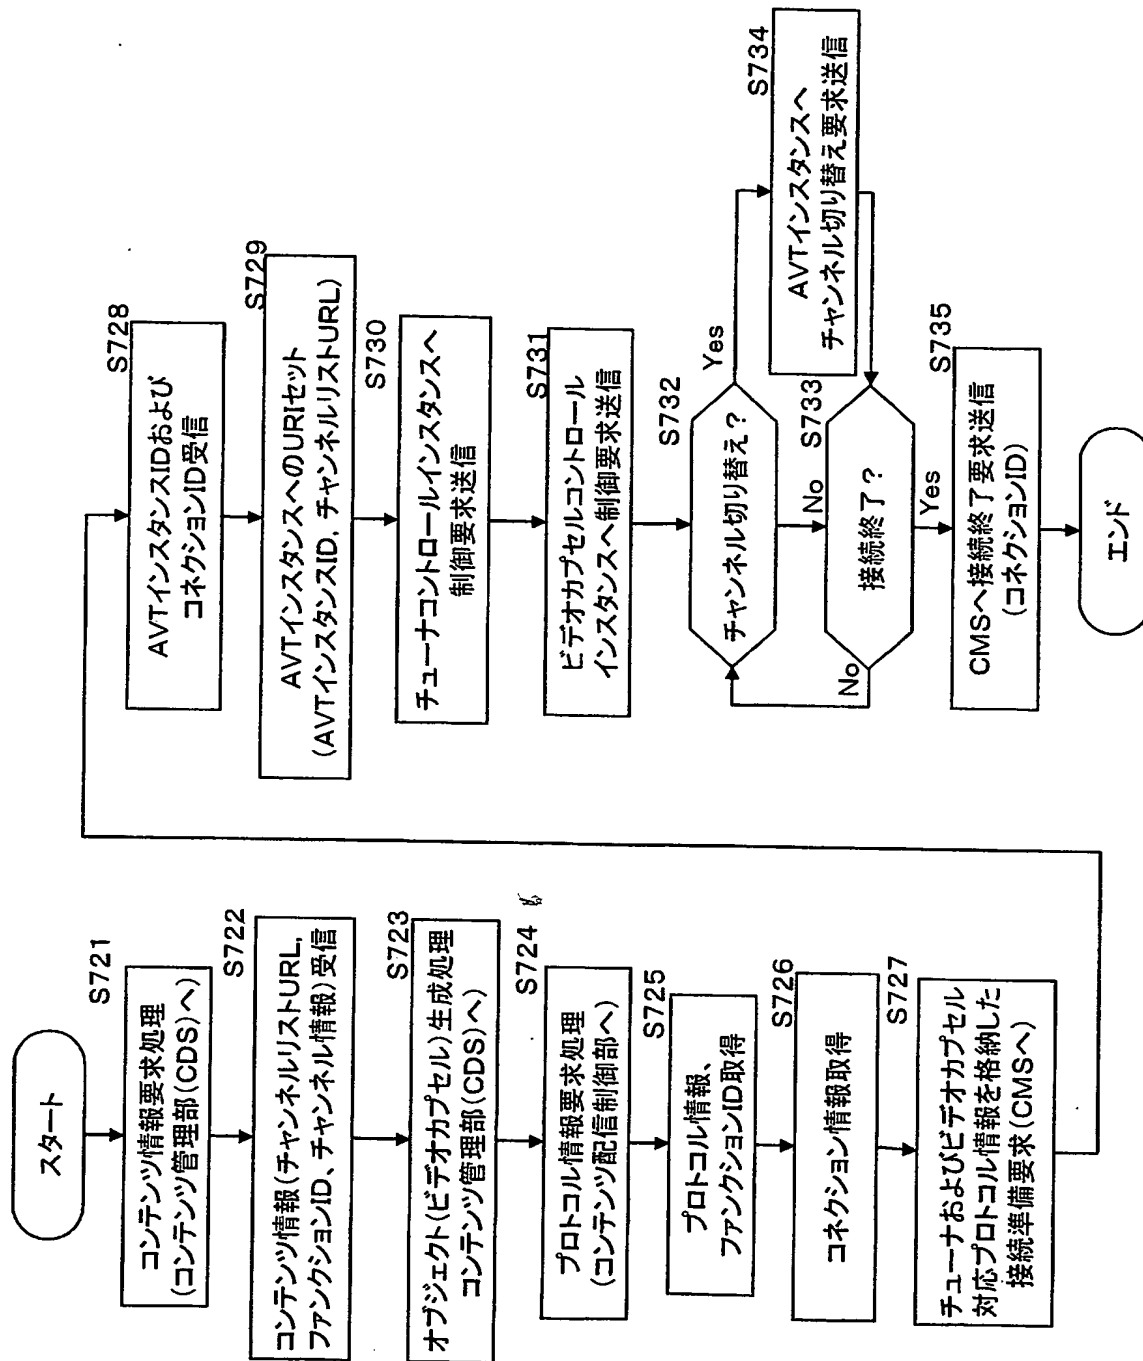 スタート
S721
コンテンツ情報要求処理
(コンテンツ管理部(CDS)へ)
S722
コンテンツ情報(チャンネルリストURL,
ファンクションID、チャンネル情報)受信
S723
オブジェクト(ビデオカプセル)生成処理
コンテンツ管理部(CDS)へ)
S724
プロトコル情報要求処理
(コンテンツ配信制御部へ)
S725
プロトコル情報、
ファンクションID取得
S726
コネクション情報取得
S727
チューナおよびビデオカプセル
対応プロトコル情報を格納した
接続準備要求(CMSへ)
S728
AVTインスタンスIDおよび
コネクションID受信
S729
AVTインスタンスへのURIセット
(AVTインスタンスID, チャンネルリストURL)
S730
チューナコントロールインスタンスへ
制御要求送信
S731
ビデオカプセルコントロール
インスタンスへ制御要求送信
S732
チャンネル切り替え?
Yes
No
S734
AVTインスタンスへ
チャンネル切り替え要求送信
S733
接続終了?
No
Yes
S735
CMSへ接続終了要求送信
(コネクションID)
エンド